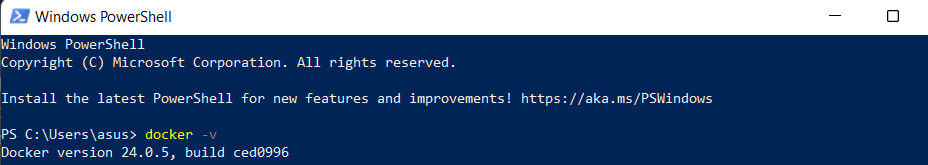 Windows PowerShell
Windows PowerShell
Copyright (C) Microsoft Corporation. All rights reserved.
Install the latest PowerShell for new features and improvements! https://aka.ms/PSWindows
PS C:\Users\asus> docker -v
Docker version 24.0.5, build ced0996